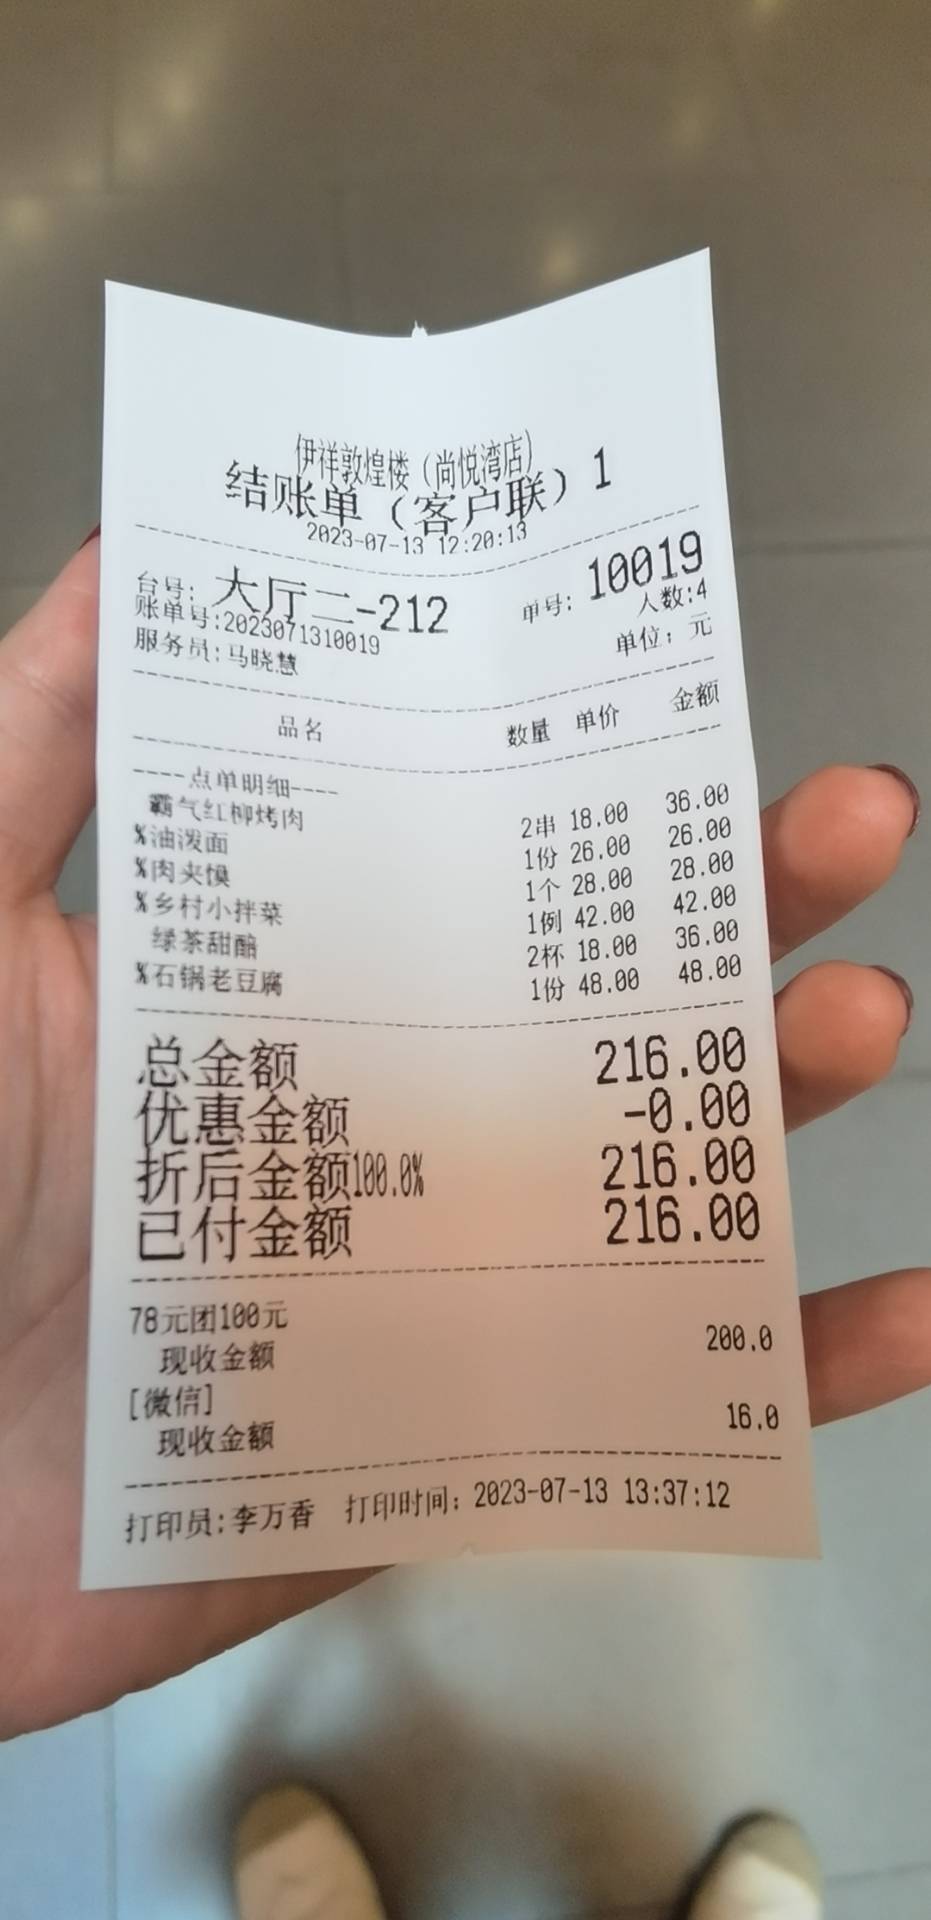 伊祥敦煌楼（尚悦湾店）
结账单（客户联）1
2023-07-13 12:20:13
台号: 大厅二-212 单号: 10019
账单号:2023071310019 人数:4
服务员:马晓慧 单位: 元
品名 数量 单价 金额
----点单明细----
霸气红柳烤肉 2串 18.00 36.00
%油泼面 1份 26.00 26.00
%肉夹馍 1个 28.00 28.00
%乡村小拌菜 1例 42.00 42.00
绿茶甜醅 2杯 18.00 36.00
%石锅老豆腐 1份 48.00 48.00
总金额 216.00
优惠金额 -0.00
折后金额100.0% 216.00
已付金额 216.00
78元团100元
现收金额 200.0
[微信]
现收金额 16.0
打印员:李万香 打印时间: 2023-07-13 13:37:12